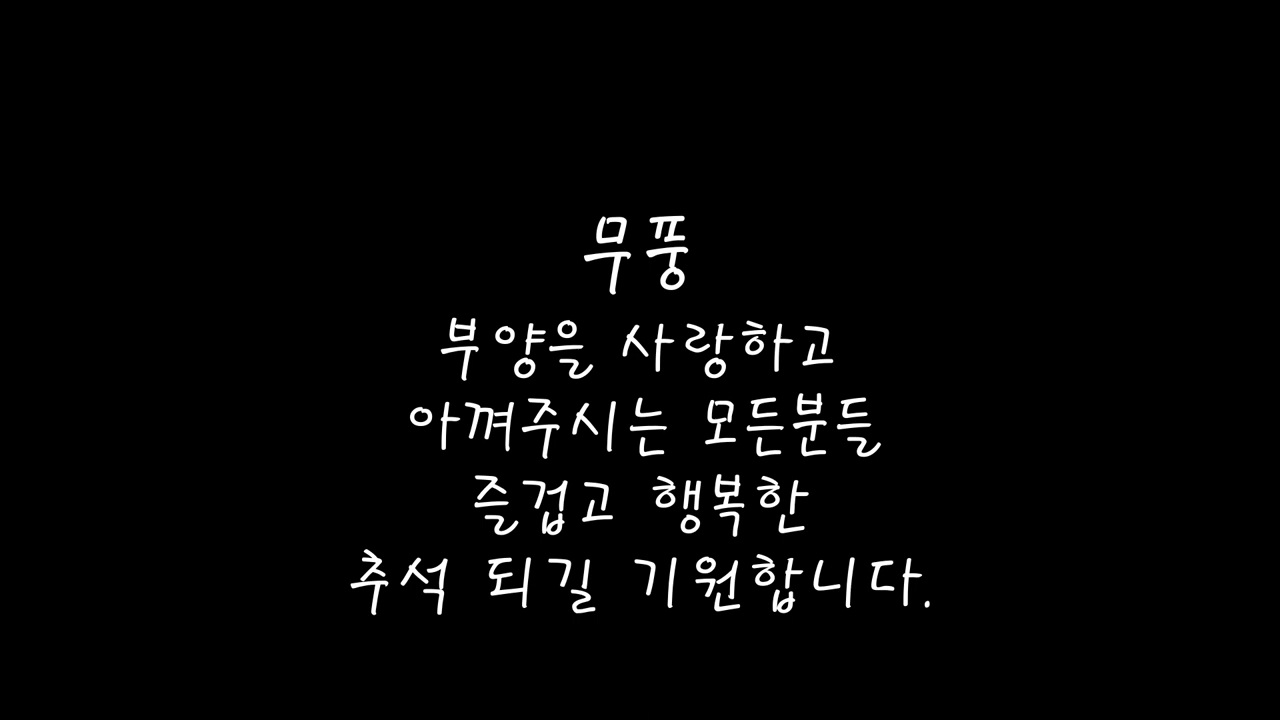 무풍
부양을 사랑하고
아껴주시는 모든분들
즐겁고 행복한
추석 되길 기원합니다.